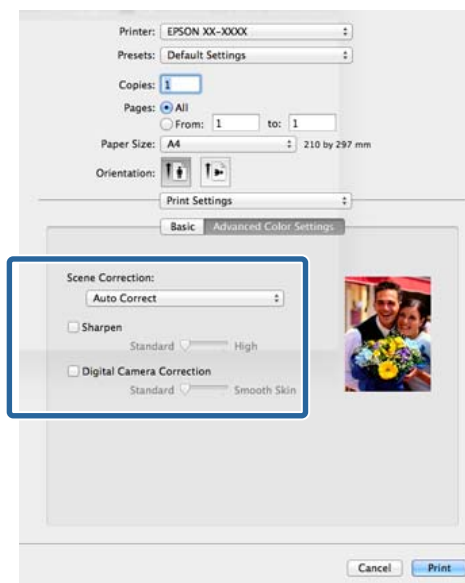 Printer: EPSON XX-XXXX
Presets: Default Settings
Copies: 1
Pages: All
From: 1 to: 1
Paper Size: A4 210 by 297 mm
Orientation:
Print Settings
Basic Advanced Color Settings
Scene Correction:
Auto Correct
Sharpen
Standard High
Digital Camera Correction
Standard Smooth Skin
Cancel Print